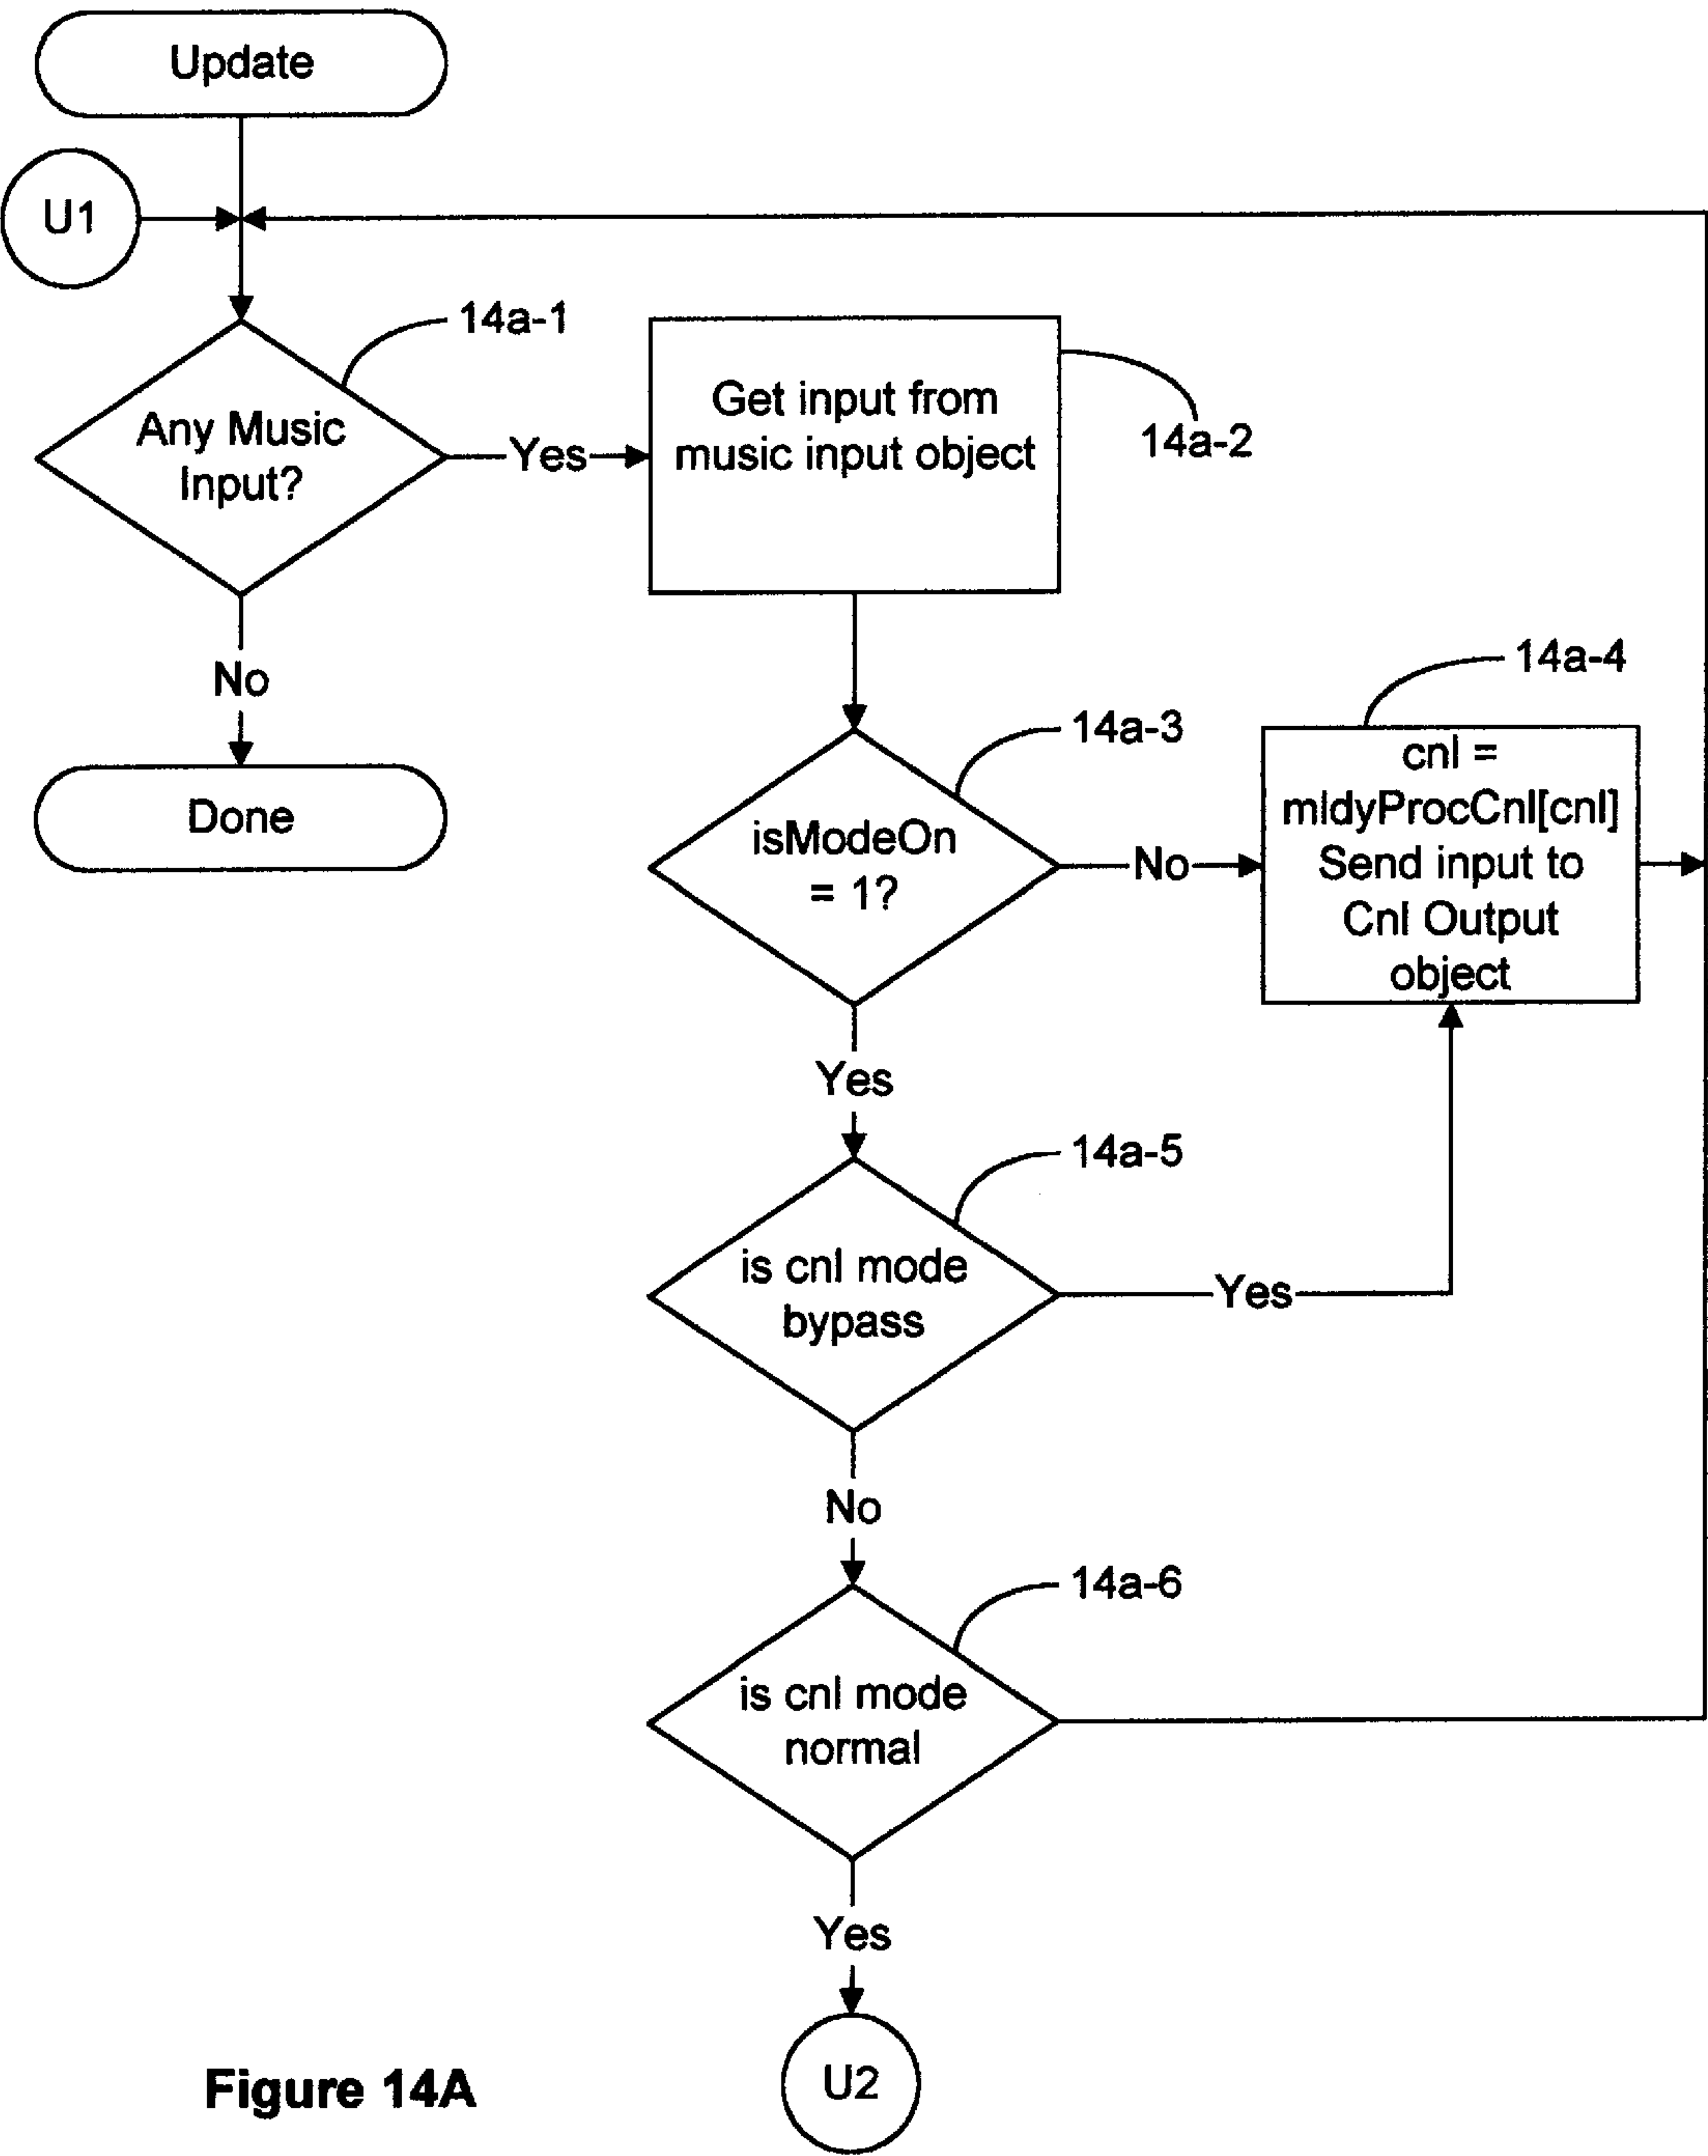 Update
U1
14a-1
Any Music
Input?
Yes
Get input from
music input object
14a-2
No
Done
14a-3
isModeOn
= 1?
No
14a-4
cnl =
mldyProcCnl[cnl]
Send input to
Cnl Output
object
Yes
14a-5
is cnl mode
bypass
Yes
No
14a-6
is cnl mode
normal
Yes
U2
Figure 14A